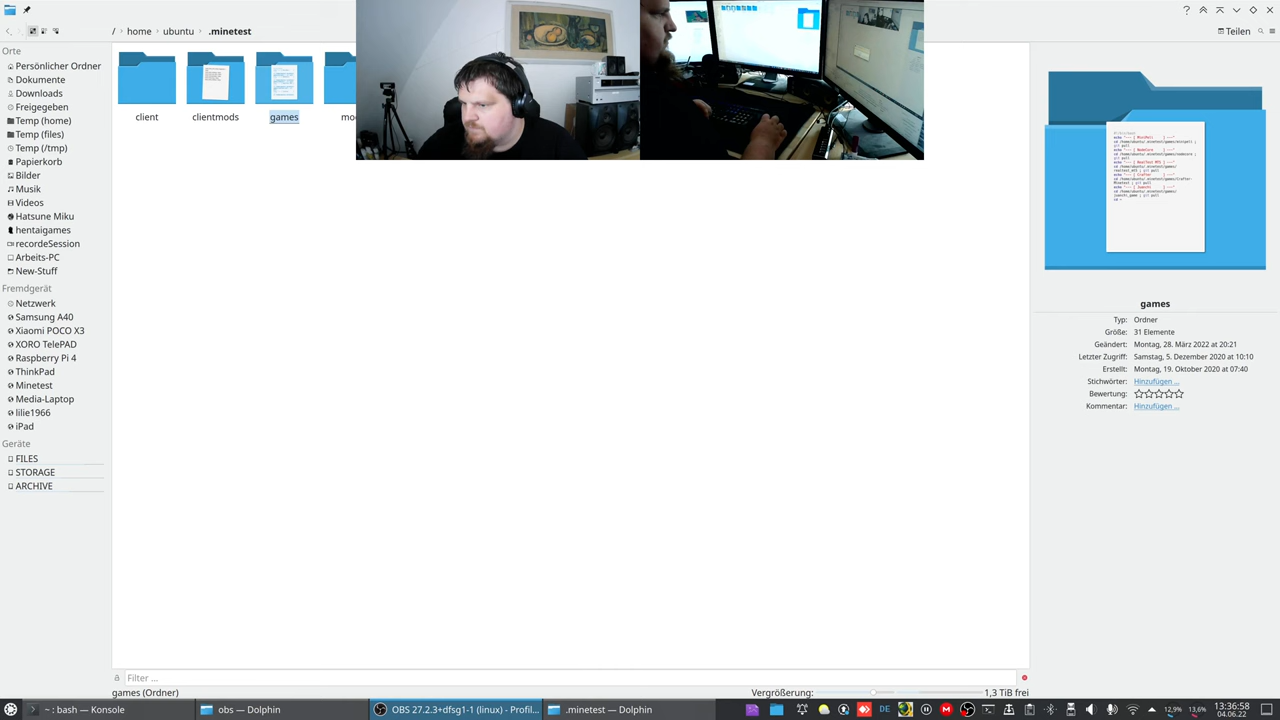 / home ubuntu .minetest
Teilen
Orte
Persönlicher Ordner
Dokumente
Downloads
Freigegeben
Temp (home)
Temp (files)
Temp (/tmp)
Papierkorb
Bilder
Musik
Videos
Hatsune Miku
hentaigames
recordeSession
Arbeits-PC
New-Stuff
Fremdgerät
Netzwerk
Samsung A40
Xiaomi POCO X3
XORO TelePAD
Raspberry Pi 4
ThinkPad
Minetest
Media-Laptop
lilie1966
iPad
Geräte
FILES
STORAGE
ARCHIVE
client clientmods games mo
games
Typ: Ordner
Größe: 31 Elemente
Geändert: Montag, 28. März 2022 at 20:21
Letzter Zugriff: Samstag, 5. Dezember 2020 at 10:10
Erstellt: Montag, 19. Oktober 2020 at 07:40
Stichwörter: Hinzufügen ...
Bewertung:
Kommentar: Hinzufügen ...
Filter ...
games (Ordner)
Vergrößerung: 1,3 TiB frei
~ : bash — Konsole
obs — Dolphin
OBS 27.2.3+dfsg1-1 (linux) - Profil...
.minetest — Dolphin
DE
12,9% 13,6%
13:36:58
04.06.22